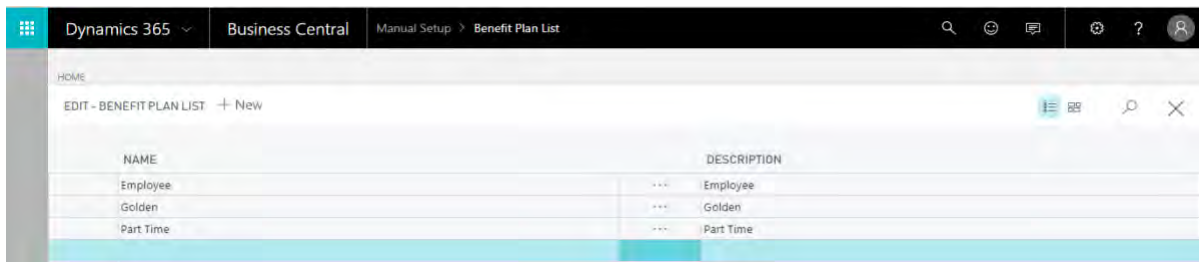 Dynamics 365 Business Central Manual Setup > Benefit Plan List ?
HOME
EDIT - BENEFIT PLAN LIST + New
NAME DESCRIPTION
Employee ... Employee
Golden ... Golden
Part Time ... Part Time